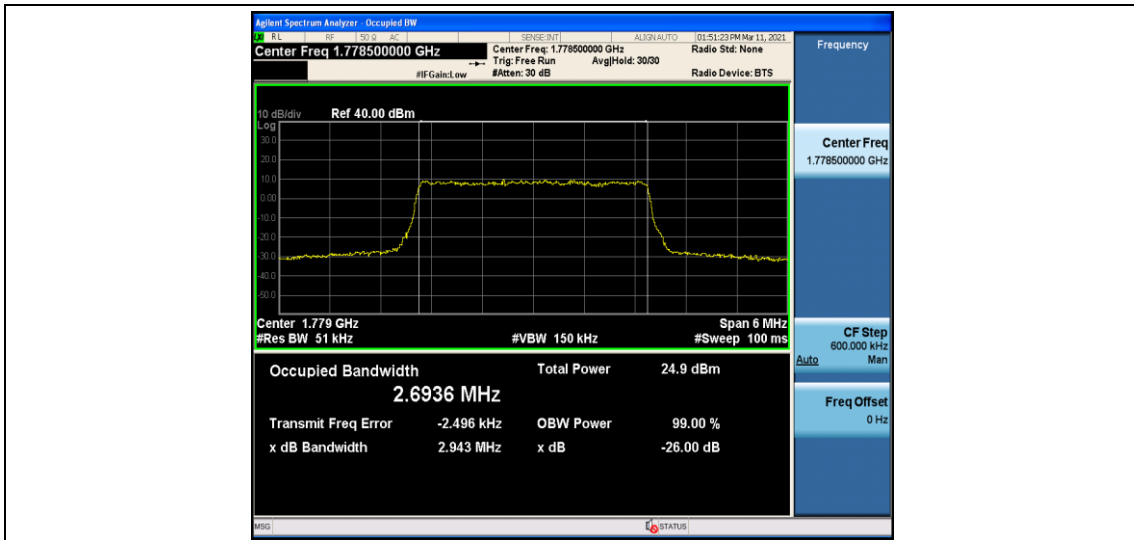 Agilent Spectrum Analyzer - Occupied BW
LXI RL RF 50 Ω AC SENSE:INT ALIGN AUTO 01:51:23 PM Mar 11, 2021
Center Freq 1.778500000 GHz
Center Freq: 1.778500000 GHz
Radio Std: None
Trig: Free Run Avg|Hold: 30/30
#IFGain:Low
#Atten: 30 dB
Radio Device: BTS
Frequency
10 dB/div Ref 40.00 dBm
Log
30.0
20.0
10.0
0.00
-10.0
-20.0
-30.0
-40.0
-50.0
Center Freq
1.778500000 GHz
Center 1.779 GHz
Span 6 MHz
#Res BW 51 kHz
#VBW 150 kHz
#Sweep 100 ms
CF Step
600.000 kHz
Auto Man
Occupied Bandwidth
Total Power 24.9 dBm
2.6936 MHz
Transmit Freq Error -2.496 kHz
OBW Power 99.00 %
x dB Bandwidth 2.943 MHz
x dB -26.00 dB
Freq Offset
0 Hz
MSG
STATUS